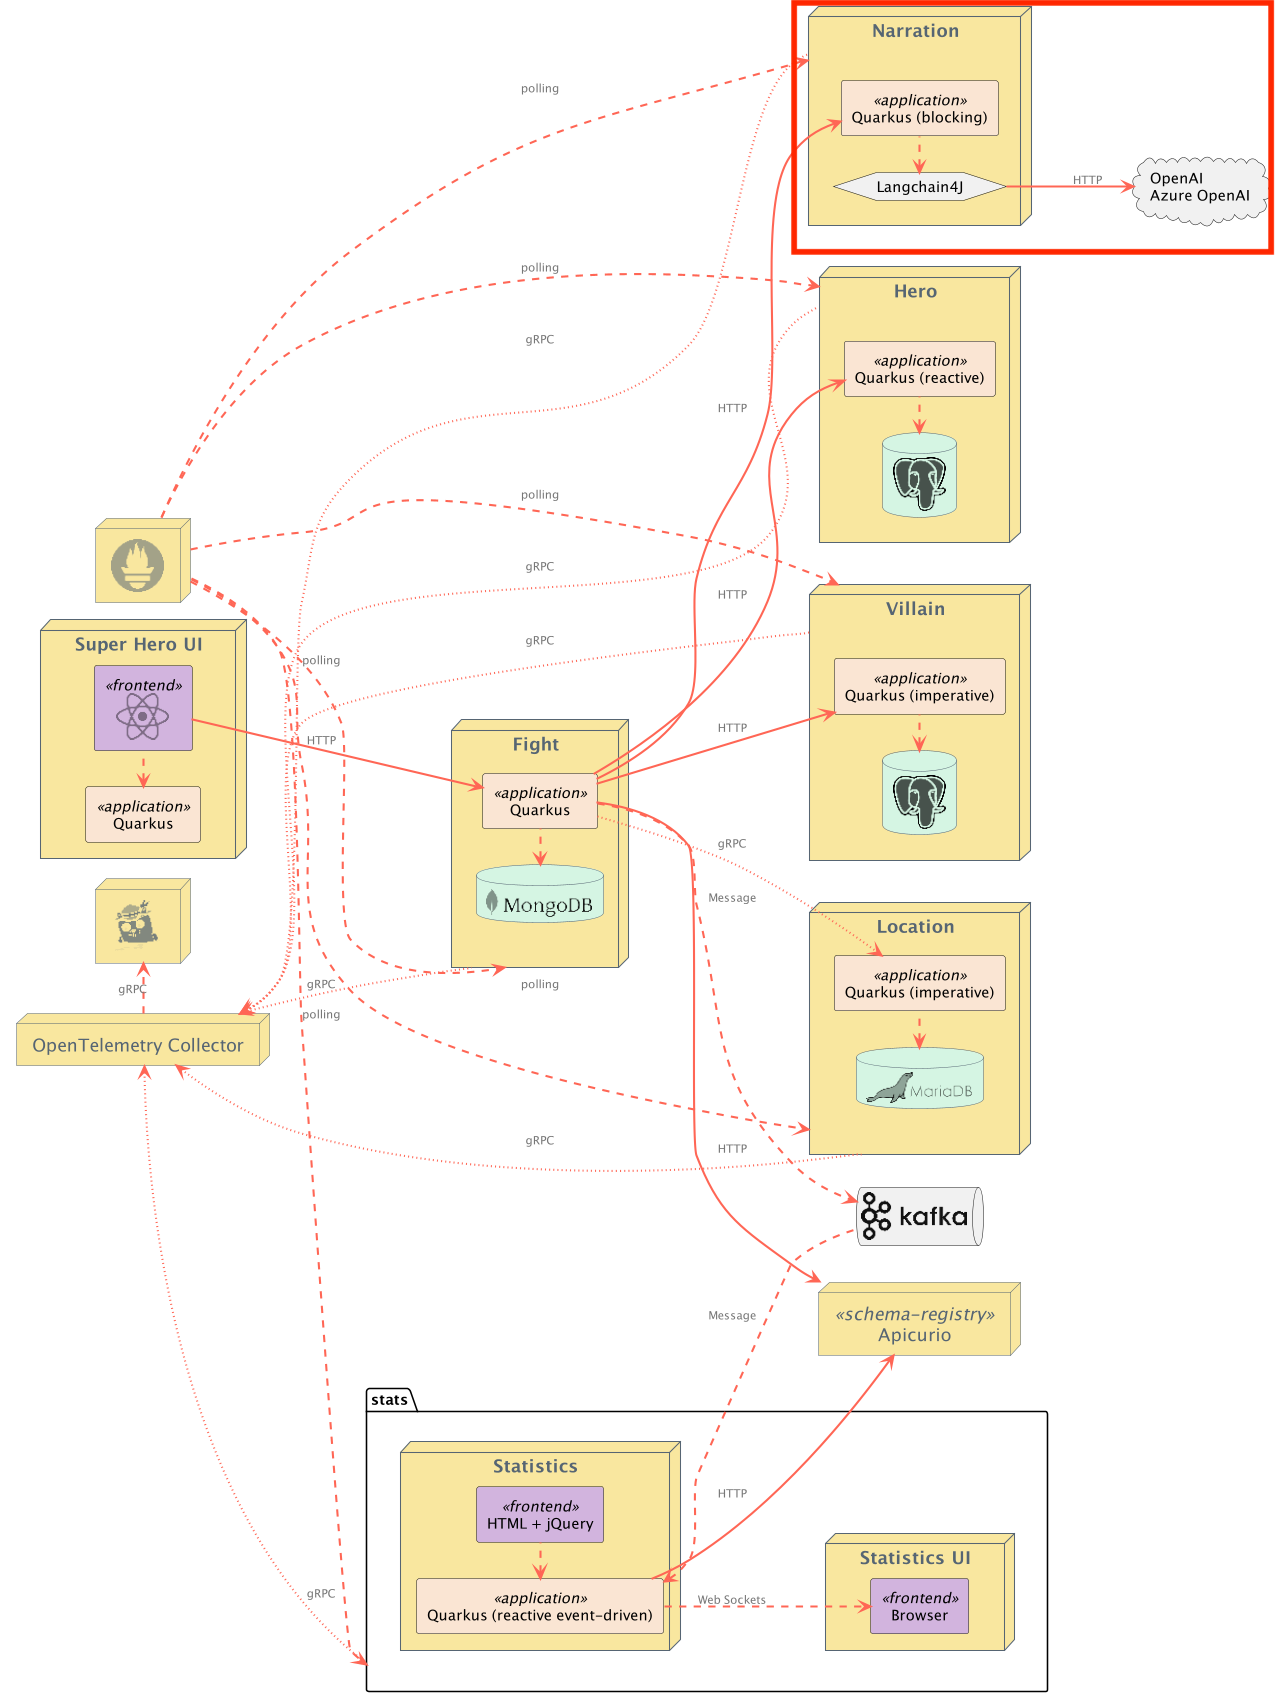 Narration
«application»
Quarkus (blocking)
Langchain4J
HTTP
OpenAI
Azure OpenAI
polling
polling
gRPC
Hero
«application»
Quarkus (reactive)
HTTP
polling
gRPC
HTTP
Villain
«application»
Quarkus (imperative)
gRPC
polling
HTTP
Super Hero UI
«frontend»
«application»
Quarkus
HTTP
Fight
«application»
Quarkus
MongoDB
gRPC
Message
Location
«application»
Quarkus (imperative)
MariaDB
gRPC
gRPC
polling
polling
OpenTelemetry Collector
gRPC
HTTP
kafka
Message
«schema-registry»
Apicurio
stats
Statistics
«frontend»
HTML + jQuery
HTTP
«application»
Quarkus (reactive event-driven)
Web Sockets
Statistics UI
«frontend»
Browser
gRPC